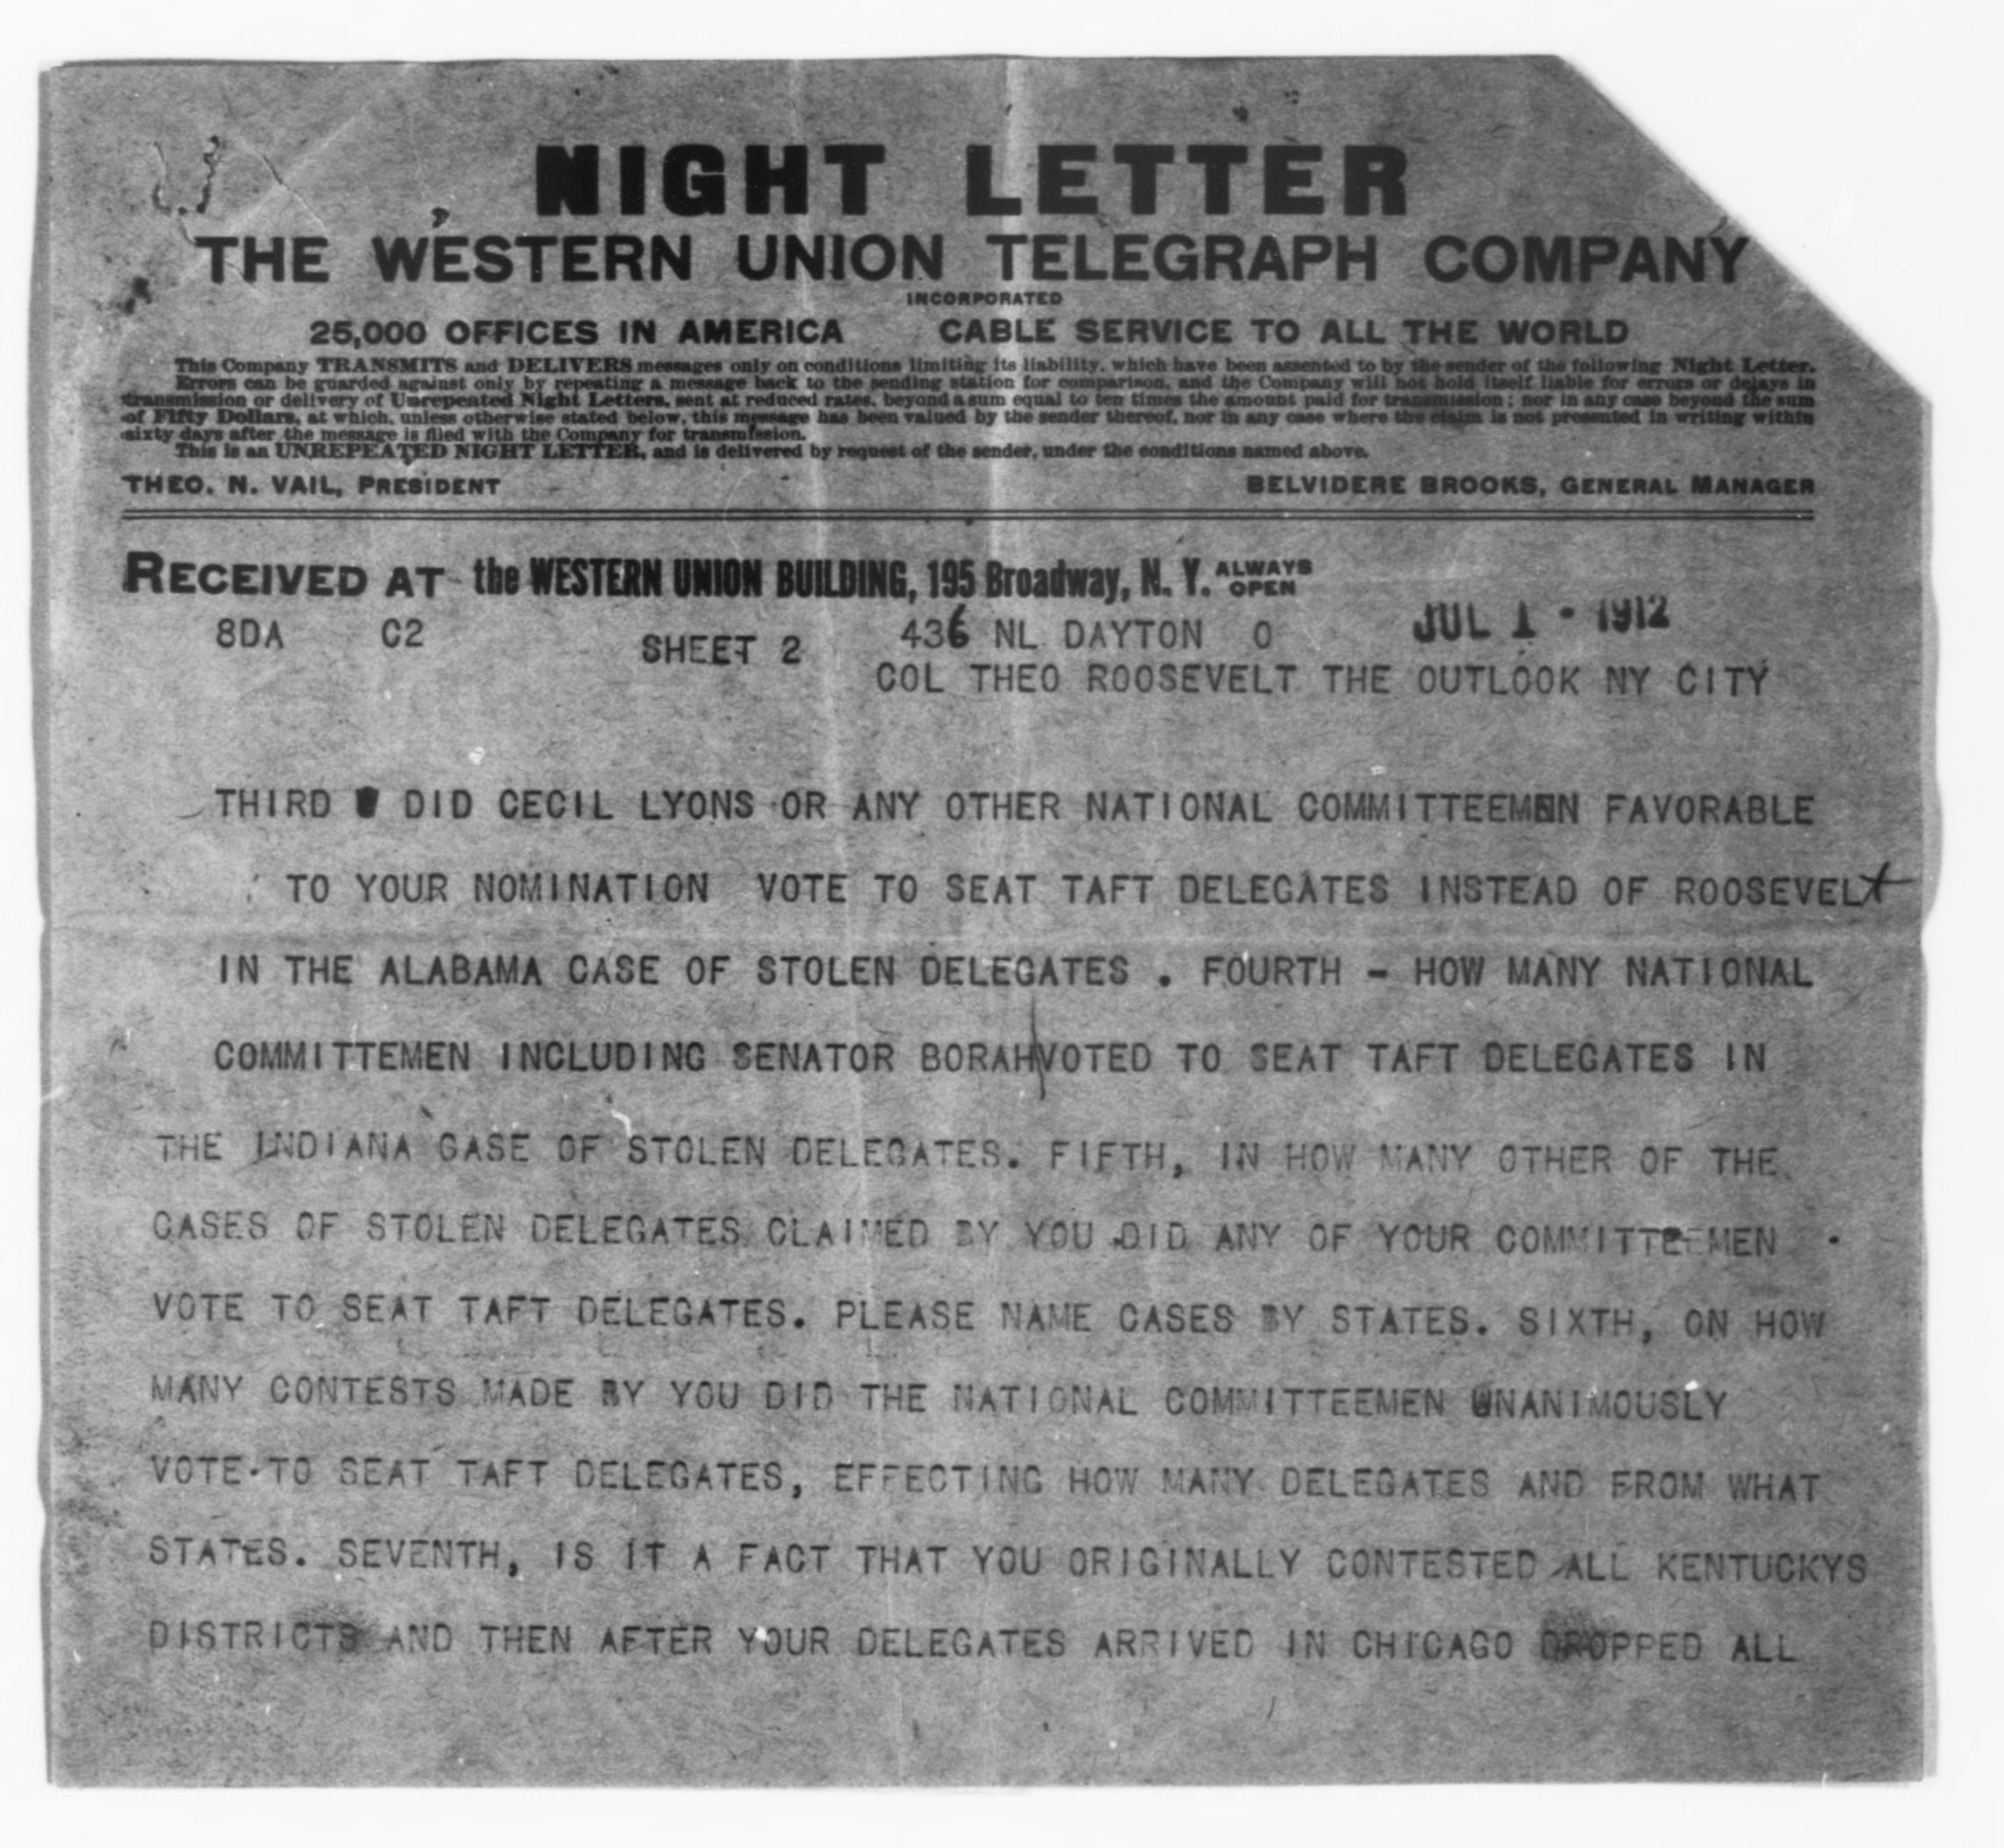 NIGHT LETTER
THE WESTERN UNION TELEGRAPH COMPANY
INCORPORATED
25,000 OFFICES IN AMERICA CABLE SERVICE TO ALL THE WORLD
This Company TRANSMITS and DELIVERS messages only on conditions limiting its liability, which have been assented to by the sender of the following Night Letter.
Errors can be guarded against only by repeating a message back to the sending station for comparison, and the Company will not hold itself liable for errors or delays in
transmission or delivery of Unrepeated Night Letters, sent at reduced rates, beyond a sum equal to ten times the amount paid for transmission; nor in any case beyond the sum
of Fifty Dollars, at which, unless otherwise stated below, this message has been valued by the sender thereof, nor in any case where the claim is not presented in writing within
sixty days after the message is filed with the Company for transmission.
This is an UNREPEATED NIGHT LETTER, and is delivered by request of the sender, under the conditions named above.
THEO. N. VAIL, PRESIDENT BELVIDERE BROOKS, GENERAL MANAGER
RECEIVED AT the WESTERN UNION BUILDING, 195 Broadway, N. Y. ALWAYS OPEN
8DA C2 SHEET 2 436 NL DAYTON O JUL 1 - 1912
COL THEO ROOSEVELT THE OUTLOOK NY CITY
THIRD DID CECIL LYONS OR ANY OTHER NATIONAL COMMITTEEMEN FAVORABLE
TO YOUR NOMINATION VOTE TO SEAT TAFT DELEGATES INSTEAD OF ROOSEVELt
IN THE ALABAMA CASE OF STOLEN DELEGATES . FOURTH - HOW MANY NATIONAL
COMMITTEMEN INCLUDING SENATOR BORAH/VOTED TO SEAT TAFT DELEGATES IN
THE INDIANA CASE OF STOLEN DELEGATES. FIFTH, IN HOW MANY OTHER OF THE
CASES OF STOLEN DELEGATES CLAIMED BY YOU DID ANY OF YOUR COMMITTEEMEN
VOTE TO SEAT TAFT DELEGATES. PLEASE NAME CASES BY STATES. SIXTH, ON HOW
MANY CONTESTS MADE BY YOU DID THE NATIONAL COMMITTEEMEN UNANIMOUSLY
VOTE TO SEAT TAFT DELEGATES, EFFECTING HOW MANY DELEGATES AND FROM WHAT
STATES. SEVENTH, IS IT A FACT THAT YOU ORIGINALLY CONTESTED ALL KENTUCKYS
DISTRICTS AND THEN AFTER YOUR DELEGATES ARRIVED IN CHICAGO DROPPED ALL